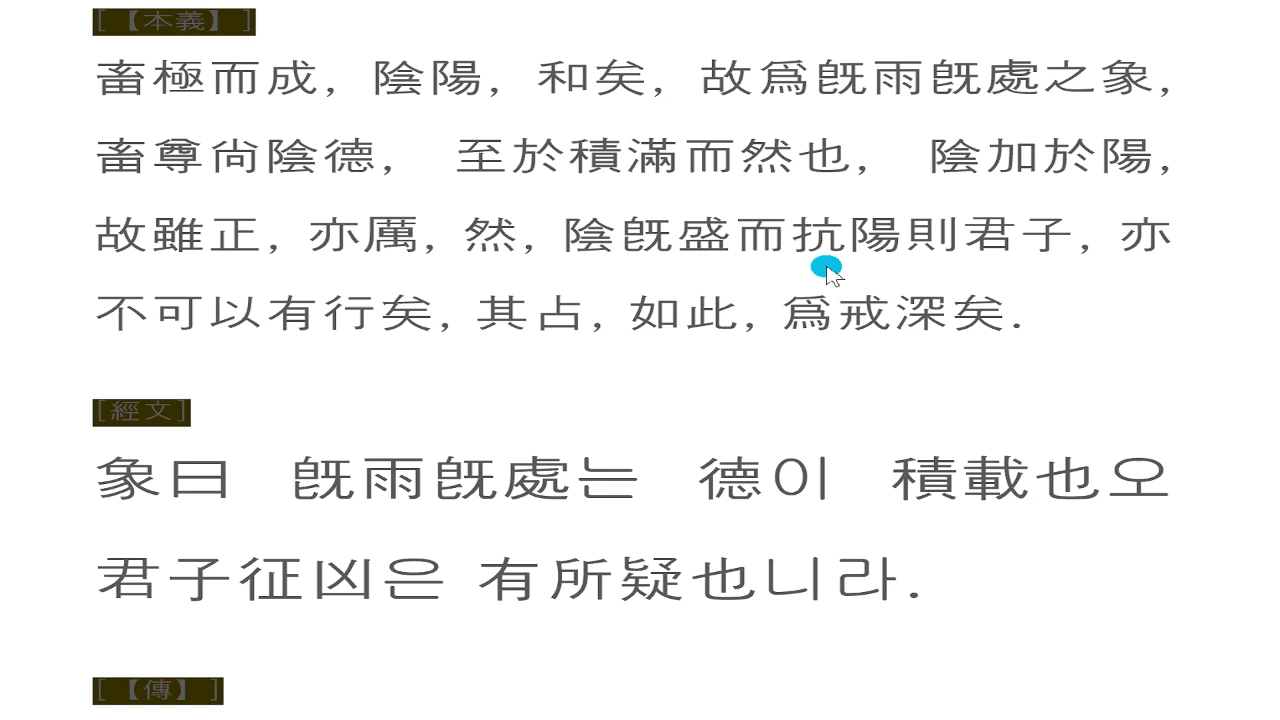 [ 【本義】 ]
畜極而成, 陰陽, 和矣, 故爲旣雨旣處之象,
畜尊尙陰德, 至於積滿而然也, 陰加於陽,
故雖正, 亦厲, 然, 陰旣盛而抗陽則君子, 亦
不可以有行矣, 其占, 如此, 爲戒深矣.
[經文]
象曰 旣雨旣處는 德이 積載也오
君子征凶은 有所疑也니라.
[ 【傳】 ]